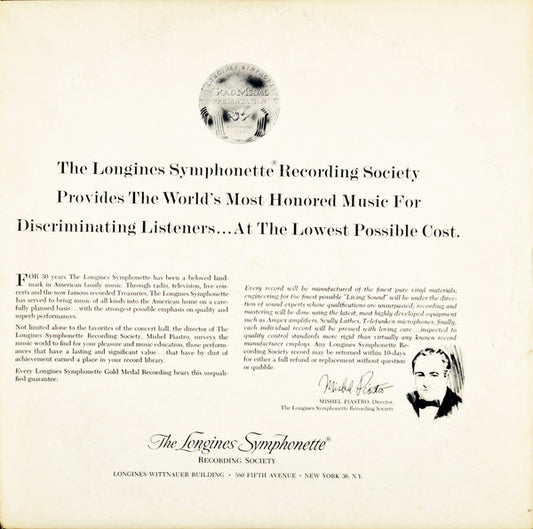 THE LONGINES SYMPHONETTE
GOLD MEDAL
PRESENTATION
The Longines Symphonette® Recording Society
Provides The World's Most Honored Music For
Discriminating Listeners...At The Lowest Possible Cost.
FOR 30 years The Longines Symphonette has been a beloved land-
mark in American family music. Through radio, television, live con-
certs and the now famous recorded Treasuries, The Longines Symphonette
has served to bring music of all kinds into the American home on a care-
fully planned basis...with the strongest possible emphasis on quality and
superb performances.
Not limited alone to the favorites of the concert hall, the director of The
Longines Symphonette Recording Society, Mishel Piastro, surveys the
music world to find for your pleasure and music education, those perform-
ances that have a lasting and significant value...that have by dint of
achievement earned a place in your record library.
Every Longines Symphonette Gold Medal Recording bears this unquali-
fied guarantee:
Every record will be manufactured of the finest pure vinyl materials;
engineering for the finest possible "Living Sound" will be under the direc-
tion of sound experts whose qualifications are unsurpassed; recording and
mastering will be done using the latest, most highly developed equipment
such as Ampex amplifiers, Scully Lathes, Telefunken microphones; finally,
each individual record will be pressed with loving care...inspected to
quality control standards more rigid than virtually any known record
manufacturer employs. Any Longines Symphonette Re-
cording Society record may be returned within 10-days
for either a full refund or replacement without question
or quibble.
Mishel Piastro
MISHEL PIASTRO, Director,
The Longines Symphonette Recording Society
The Longines Symphonette®
RECORDING SOCIETY
LONGINES-WITTNAUER BUILDING • 580 FIFTH AVENUE • NEW YORK 36, N.Y.